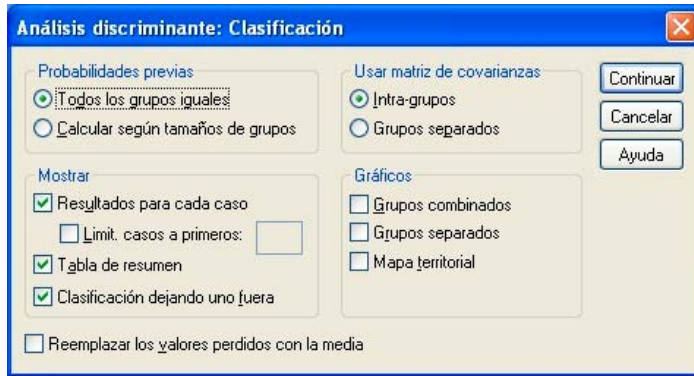 Análisis discriminante: Clasificación
Probabilidades previas
Todos los grupos iguales
Calcular según tamaños de grupos
Usar matriz de covarianzas
Intra-grupos
Grupos separados
Continuar
Cancelar
Ayuda
Mostrar
Resultados para cada caso
Limit. casos a primeros:
Tabla de resumen
Clasificación dejando uno fuera
Gráficos
Grupos combinados
Grupos separados
Mapa territorial
Reemplazar los valores perdidos con la media